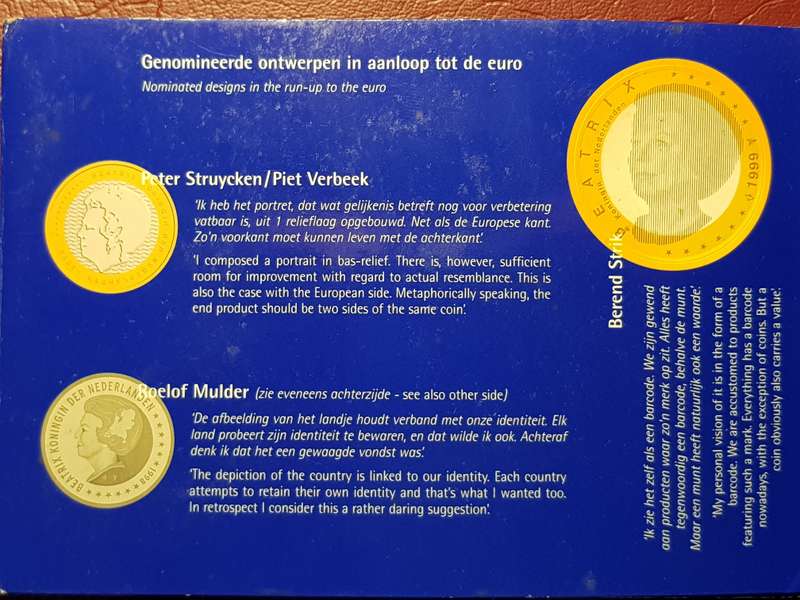 Genomineerde ontwerpen in aanloop tot de euro
Nominated designs in the run-up to the euro
Peter Struycken/Piet Verbeek
'Ik heb het portret, dat wat gelijkenis betreft nog voor verbetering
vatbaar is, uit 1 relieflaag opgebouwd. Net als de Europese kant.
Zo'n voorkant moet kunnen leven met de achterkant'.
'I composed a portrait in bas-relief. There is, however, sufficient
room for improvement with regard to actual resemblance. This is
also the case with the European side. Metaphorically speaking, the
end product should be two sides of the same coin'.
Roelof Mulder (zie eveneens achterzijde - see also other side)
'De afbeelding van het landje houdt verband met onze identiteit. Elk
land probeert zijn identiteit te bewaren, en dat wilde ik ook. Achteraf
denk ik dat het een gewaagde vondst was'.
'The depiction of the country is linked to our identity. Each country
attempts to retain their own identity and that's what I wanted too.
In retrospect I consider this a rather daring suggestion'.
BEATRIX KONINGIN DER NEDERLANDEN
1998
BEATRIX
Koningin der Nederlanden
1999
Berend Strik
'Ik zie het zelf als een barcode. We zijn gewend
aan producten waar zo'n merk op zit. Alles heeft
tegenwoordig een barcode, behalve de munt.
Maar een munt heeft natuurlijk ook een waarde'.
'My personal vision of it is in the form of a
barcode. We are accustomed to products
featuring such a mark. Everything has a barcode
nowadays, with the exception of coins. But a
coin obviously also carries a value'.